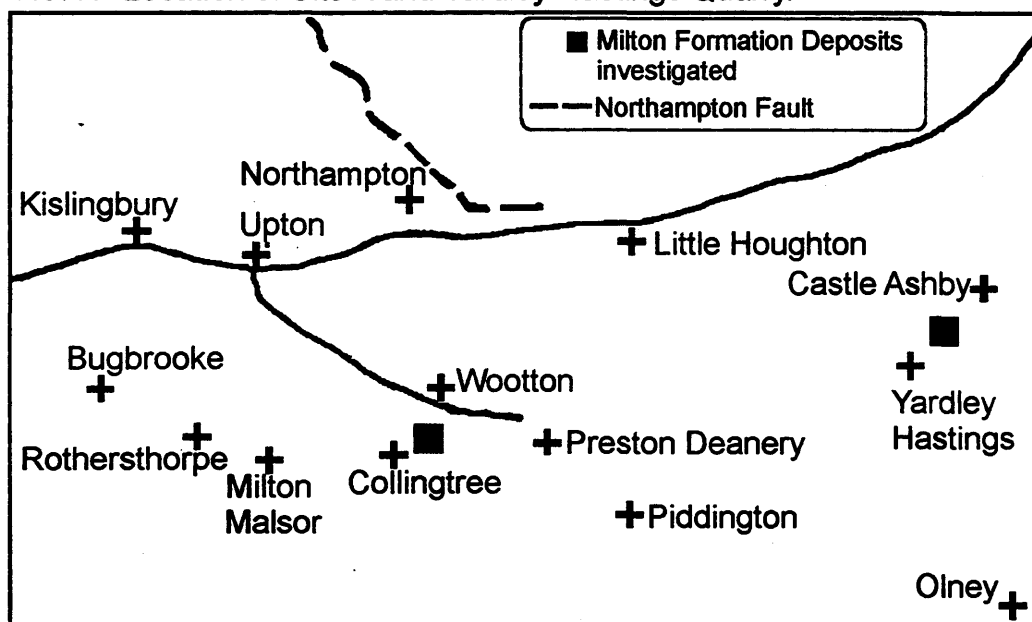 Milton Formation Deposits
investigated
Northampton Fault
Northampton
Kislingbury
Upton
Little Houghton
Castle Ashby
Bugbrooke
Wootton
Yardley
Hastings
Rothersthorpe
Preston Deanery
Milton
Malsor
Collingtree
Piddington
Olney